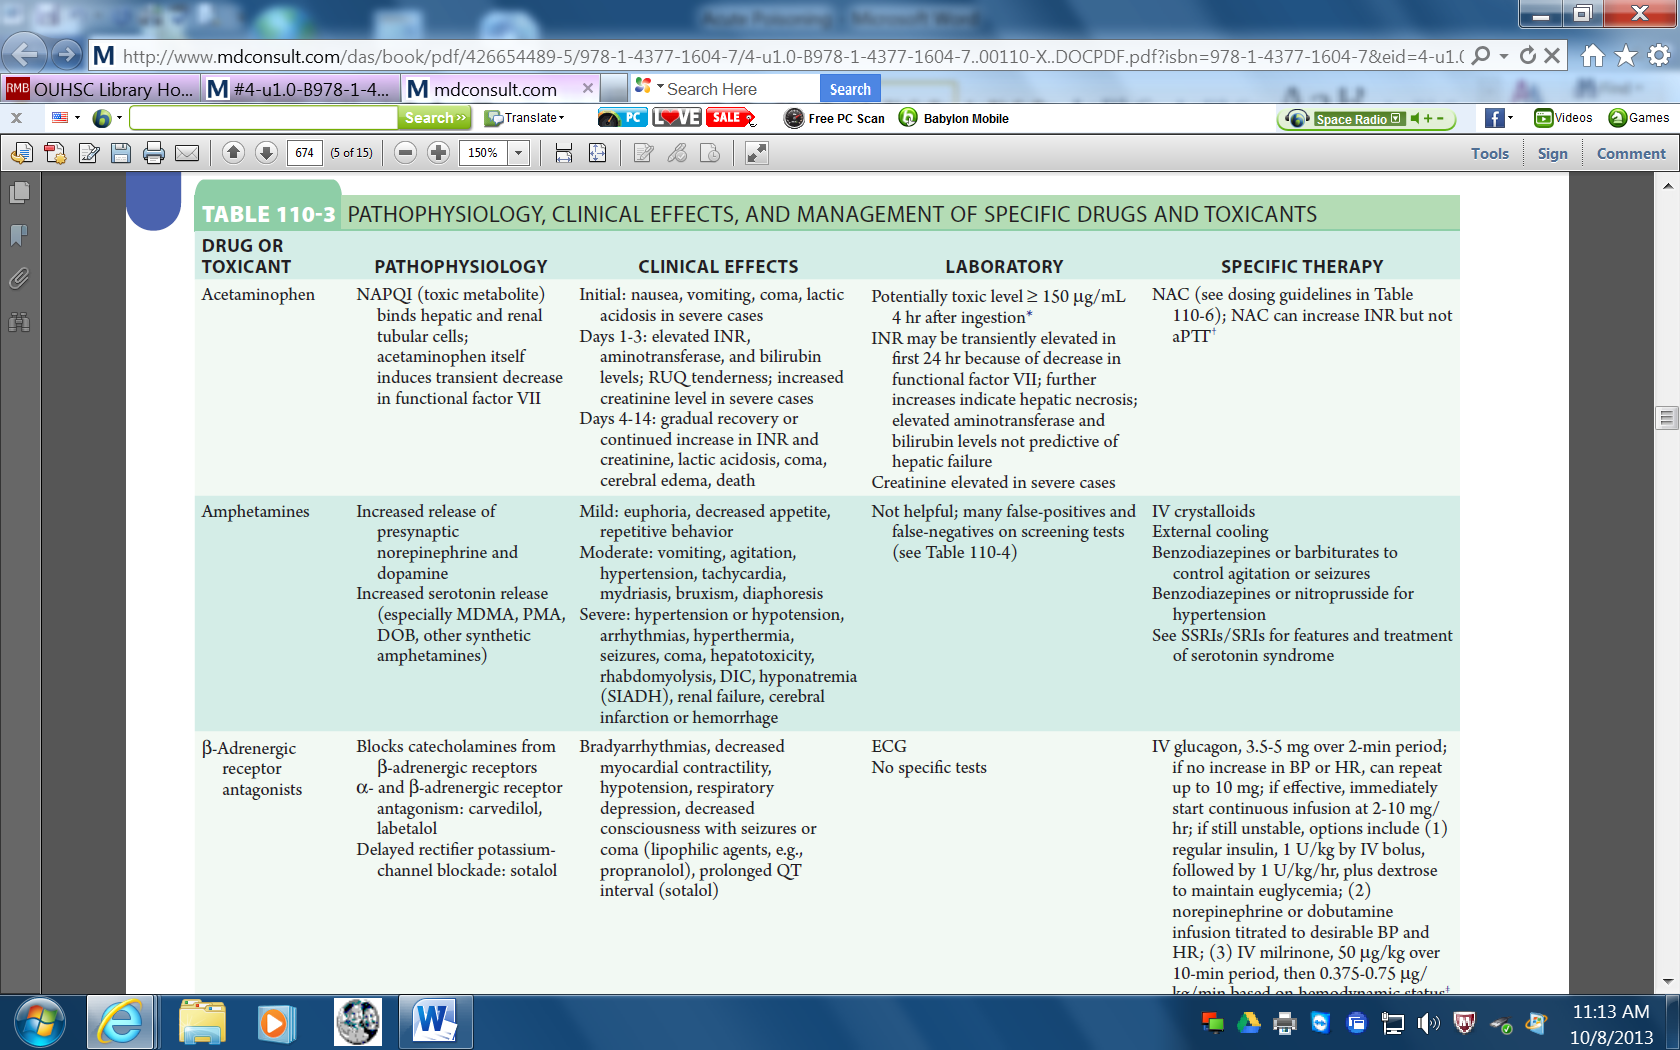 http://www.mdconsult.com/das/book/pdf/426654489-5/978-1-4377-1604-7/4-u1.0-B978-1-4377-1604-7..00110-X..DOCPDF.pdf?isbn=978-1-4377-1604-7&eid=4-u1.0
RMB OUHSC Library Ho...
M #4-u1.0-B978-1-4...
M mdconsult.com
Search Here
Search
Search
Translate
PC
LOVE
SALE
Free PC Scan
Babylon Mobile
Space Radio
Videos
Games
674 (5 of 15)
150%
Tools
Sign
Comment
TABLE 110-3 PATHOPHYSIOLOGY, CLINICAL EFFECTS, AND MANAGEMENT OF SPECIFIC DRUGS AND TOXICANTS
DRUG OR
TOXICANT
PATHOPHYSIOLOGY
CLINICAL EFFECTS
LABORATORY
SPECIFIC THERAPY
Acetaminophen
NAPQI (toxic metabolite)
binds hepatic and renal
tubular cells;
acetaminophen itself
induces transient decrease
in functional factor VII
Initial: nausea, vomiting, coma, lactic
acidosis in severe cases
Days 1-3: elevated INR,
aminotransferase, and bilirubin
levels; RUQ tenderness; increased
creatinine level in severe cases
Days 4-14: gradual recovery or
continued increase in INR and
creatinine, lactic acidosis, coma,
cerebral edema, death
Potentially toxic level ≥ 150 μg/mL
4 hr after ingestion*
INR may be transiently elevated in
first 24 hr because of decrease in
functional factor VII; further
increases indicate hepatic necrosis;
elevated aminotransferase and
bilirubin levels not predictive of
hepatic failure
Creatinine elevated in severe cases
NAC (see dosing guidelines in Table
110-6); NAC can increase INR but not
aPTT†
Amphetamines
Increased release of
presynaptic
norepinephrine and
dopamine
Increased serotonin release
(especially MDMA, PMA,
DOB, other synthetic
amphetamines)
Mild: euphoria, decreased appetite,
repetitive behavior
Moderate: vomiting, agitation,
hypertension, tachycardia,
mydriasis, bruxism, diaphoresis
Severe: hypertension or hypotension,
arrhythmias, hyperthermia,
seizures, coma, hepatotoxicity,
rhabdomyolysis, DIC, hyponatremia
(SIADH), renal failure, cerebral
infarction or hemorrhage
Not helpful; many false-positives and
false-negatives on screening tests
(see Table 110-4)
IV crystalloids
External cooling
Benzodiazepines or barbiturates to
control agitation or seizures
Benzodiazepines or nitroprusside for
hypertension
See SSRIs/SRIs for features and treatment
of serotonin syndrome
β-Adrenergic
receptor
antagonists
Blocks catecholamines from
β-adrenergic receptors
α- and β-adrenergic receptor
antagonism: carvedilol,
labetalol
Delayed rectifier potassium-
channel blockade: sotalol
Bradyarrhythmias, decreased
myocardial contractility,
hypotension, respiratory
depression, decreased
consciousness with seizures or
coma (lipophilic agents, e.g.,
propranolol), prolonged QT
interval (sotalol)
ECG
No specific tests
IV glucagon, 3.5-5 mg over 2-min period;
if no increase in BP or HR, can repeat
up to 10 mg; if effective, immediately
start continuous infusion at 2-10 mg/
hr; if still unstable, options include (1)
regular insulin, 1 U/kg by IV bolus,
followed by 1 U/kg/hr, plus dextrose
to maintain euglycemia; (2)
norepinephrine or dobutamine
infusion titrated to desirable BP and
HR; (3) IV milrinone, 50 μg/kg over
10-min period, then 0.375-0.75 μg/
kg/min based on hemodynamic status‡
11:13 AM
10/8/2013